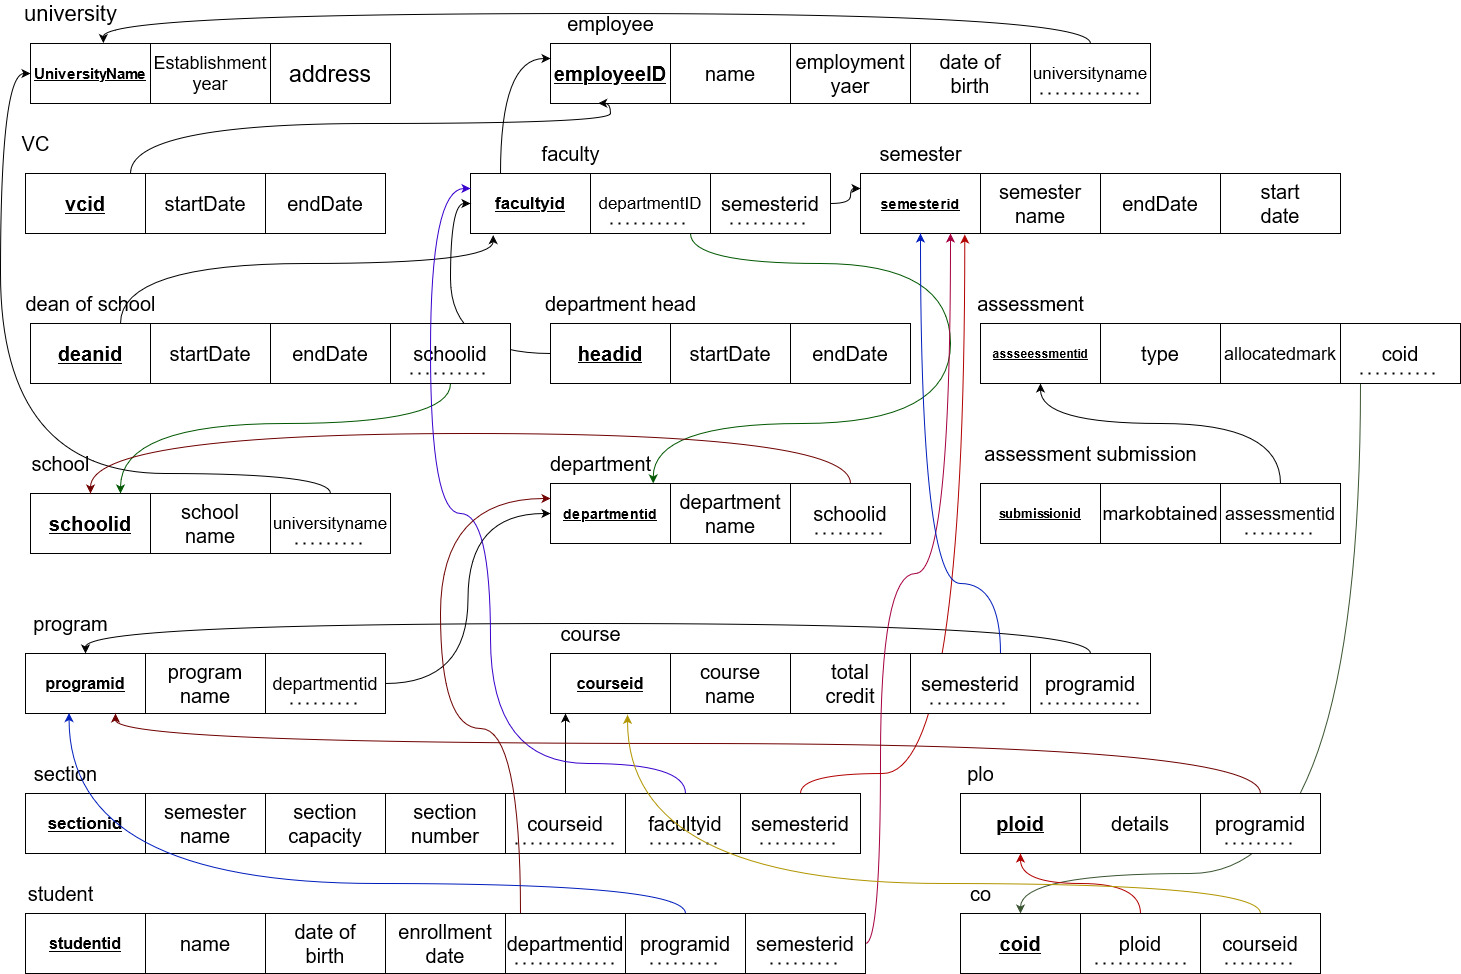 university
employee
UniversityName
Establishment
year
address
employeeID
name
employment
yaer
date of
birth
universityname
VC
faculty
semester
vcid
startDate
endDate
facultyid
departmentID
semesterid
semesterid
semester
name
endDate
start
date
dean of school
department head
assessment
deanid
startDate
endDate
schoolid
headid
startDate
endDate
assseessmentid
type
allocatedmark
coid
school
department
assessment submission
schoolid
school
name
universityname
departmentid
department
name
schoolid
submissionid
markobtained
assessmentid
program
course
programid
program
name
departmentid
courseid
course
name
total
credit
semesterid
programid
section
plo
sectionid
semester
name
section
capacity
section
number
courseid
facultyid
semesterid
ploid
details
programid
student
co
studentid
name
date of
birth
enrollment
date
departmentid
programid
semesterid
coid
ploid
courseid